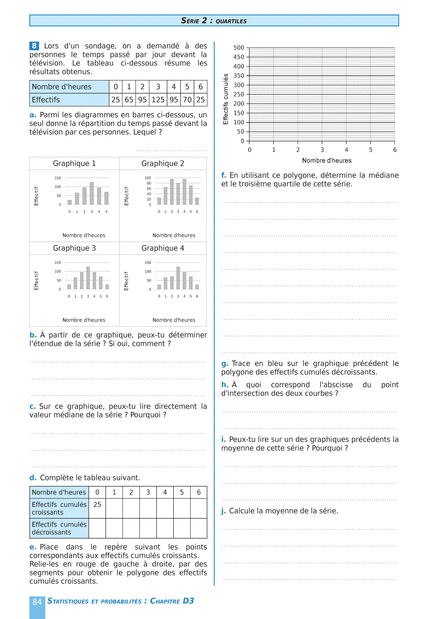 SÉRIE 2 : QUARTILES
8 Lors d'un sondage, on a demandé à des
personnes le temps passé par jour devant la
télévision. Le tableau ci-dessous résume les
résultats obtenus.
Nombre d'heures 0 1 2 3 4 5 6
Effectifs 25 65 95 125 95 70 25
a. Parmi les diagrammes en barres ci-dessous, un
seul donne la répartition du temps passé devant la
télévision par ces personnes. Lequel ?
Graphique 1 Graphique 2
Effectif
150
100
50
0
0 1 2 3 4 5 6
Nombre d'heures
Effectif
100
80
60
40
20
0
0 1 2 3 4 5 6
Nombre d'heures
Graphique 3 Graphique 4
Effectif
150
100
50
0
0 1 2 3 4 5 6
Nombre d'heures
Effectif
150
100
50
0
0 1 2 3 4 5 6
Nombre d'heures
b. À partir de ce graphique, peux-tu déterminer
l'étendue de la série ? Si oui, comment ?
c. Sur ce graphique, peux-tu lire directement la
valeur médiane de la série ? Pourquoi ?
d. Complète le tableau suivant.
Nombre d'heures 0 1 2 3 4 5 6
Effectifs cumulés 25
croissants
Effectifs cumulés
décroissants
e. Place dans le repère suivant les points
correspondants aux effectifs cumulés croissants.
Relie-les en rouge de gauche à droite, par des
segments pour obtenir le polygone des effectifs
cumulés croissants.
Effectifs cumulés
500
450
400
350
300
250
200
150
100
50
0
0 1 2 3 4 5 6
Nombre d'heures
f. En utilisant ce polygone, détermine la médiane
et le troisième quartile de cette série.
g. Trace en bleu sur le graphique précédent le
polygone des effectifs cumulés décroissants.
h. À quoi correspond l'abscisse du point
d'intersection des deux courbes ?
i. Peux-tu lire sur un des graphiques précédents la
moyenne de cette série ? Pourquoi ?
j. Calcule la moyenne de la série.
84 STATISTIQUES ET PROBABILITÉS : CHAPITRE D3